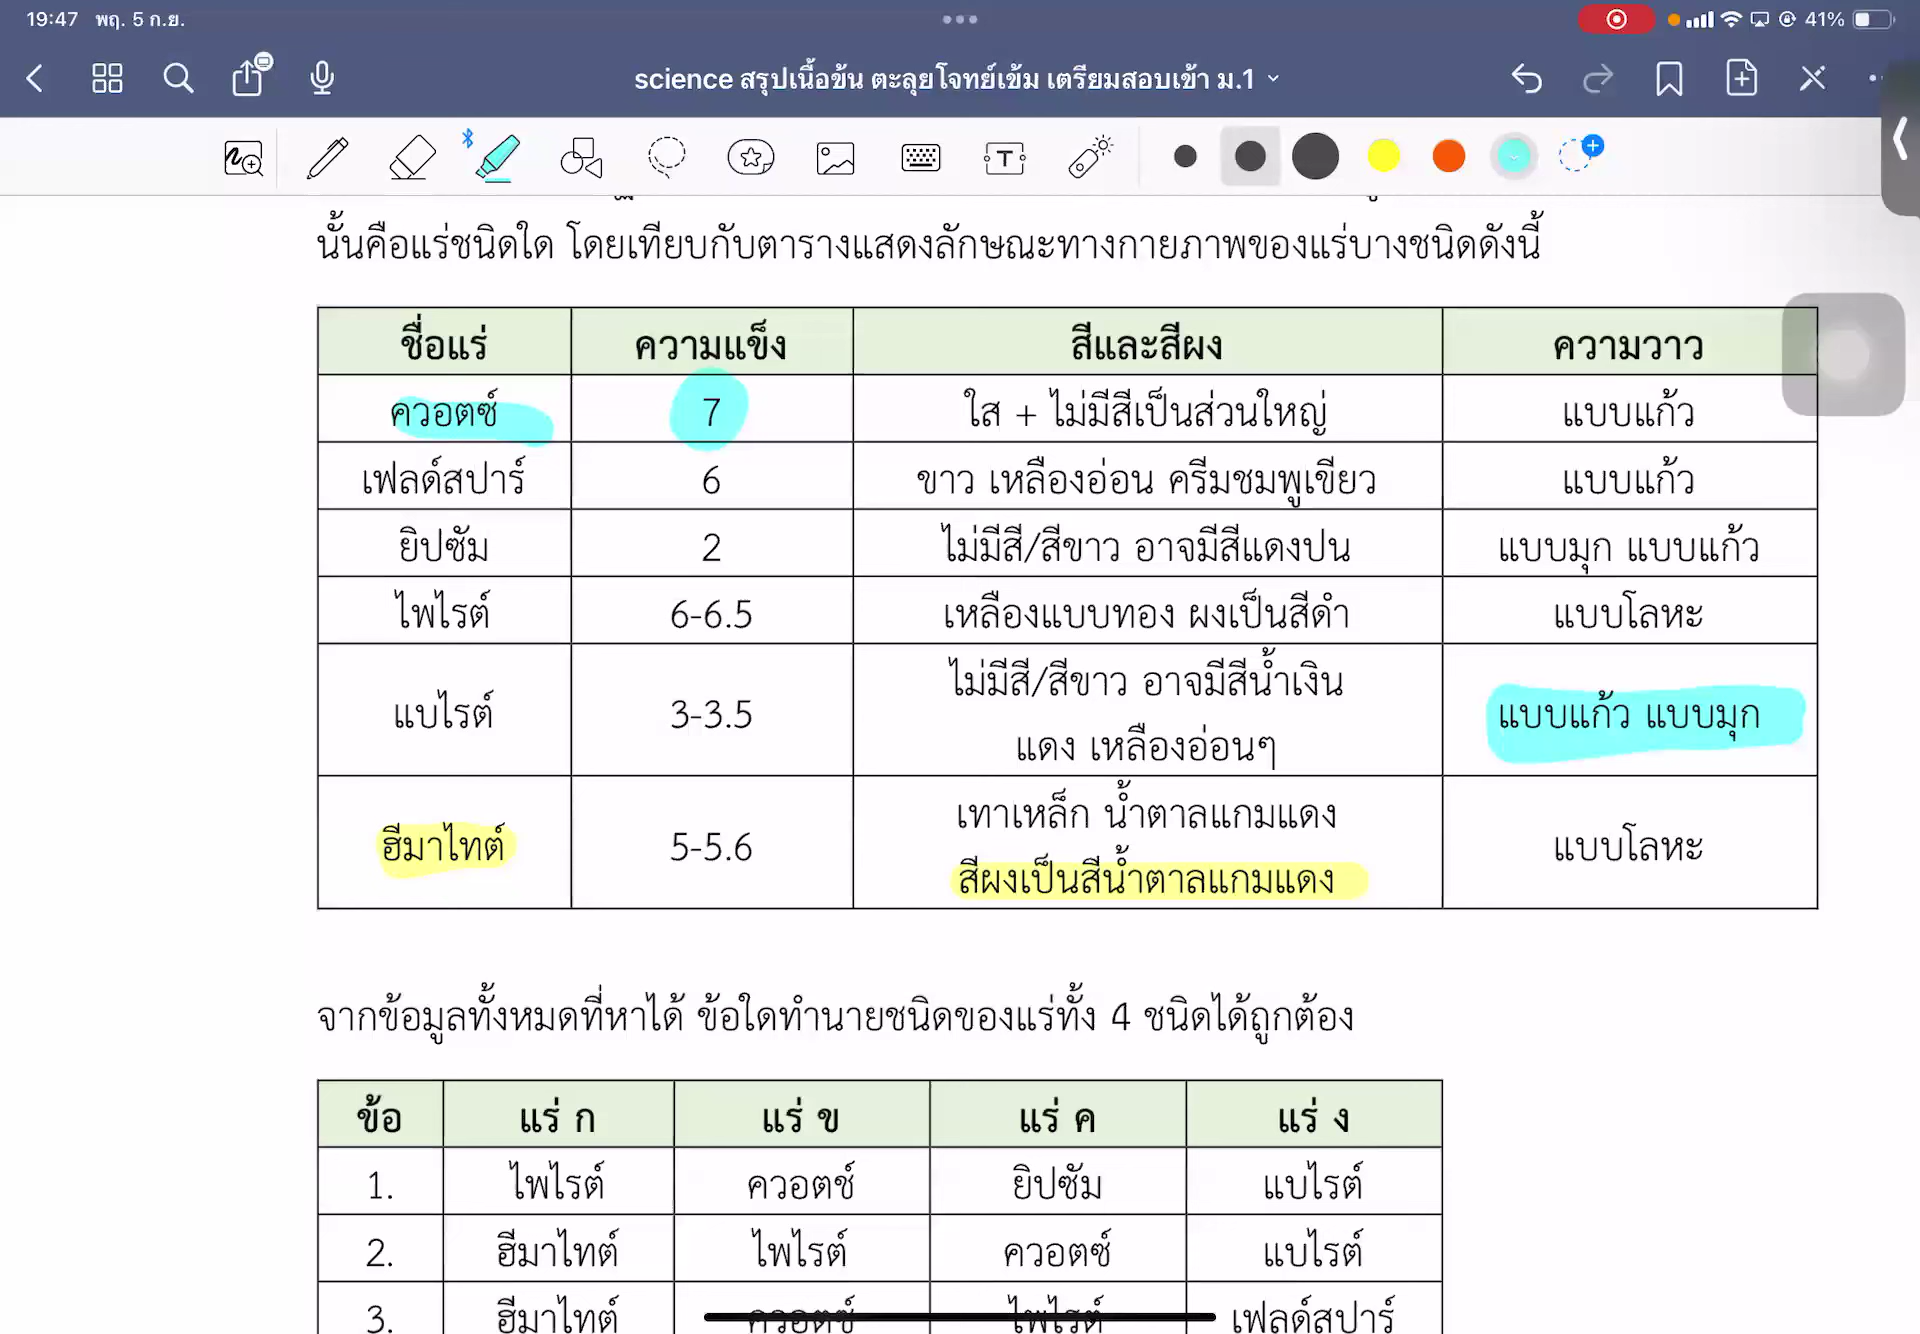 19:47 พฤ. 5 ก.ย.
41%
science สรุปเนื้อข้น ตะลุยโจทย์เข้ม เตรียมสอบเข้า ม.1
นั้นคือแร่ชนิดใด โดยเทียบกับตารางแสดงลักษณะทางกายภาพของแร่บางชนิดดังนี้
ชื่อแร่ ความแข็ง สีและสีผง ความวาว
ควอตซ์ 7 ใส + ไม่มีสีเป็นส่วนใหญ่ แบบแก้ว
เฟลด์สปาร์ 6 ขาว เหลืองอ่อน ครีมชมพูเขียว แบบแก้ว
ยิปซัม 2 ไม่มีสี/สีขาว อาจมีสีแดงปน แบบมุก แบบแก้ว
ไพไรต์ 6-6.5 เหลืองแบบทอง ผงเป็นสีดำ แบบโลหะ
แบไรต์ 3-3.5 ไม่มีสี/สีขาว อาจมีสีน้ำเงิน แบบแก้ว แบบมุก
แดง เหลืองอ่อนๆ
ฮีมาไทต์ 5-5.6 เทาเหล็ก น้ำตาลแกมแดง แบบโลหะ
สีผงเป็นสีน้ำตาลแกมแดง
จากข้อมูลทั้งหมดที่หาได้ ข้อใดทำนายชนิดของแร่ทั้ง 4 ชนิดได้ถูกต้อง
ข้อ แร่ ก แร่ ข แร่ ค แร่ ง
1. ไพไรต์ ควอตช์ ยิปซัม แบไรต์
2. ฮีมาไทต์ ไพไรต์ ควอตซ์ แบไรต์
3. ฮีมาไทต์ ควอตซ์ ไพไรต์ เฟลด์สปาร์